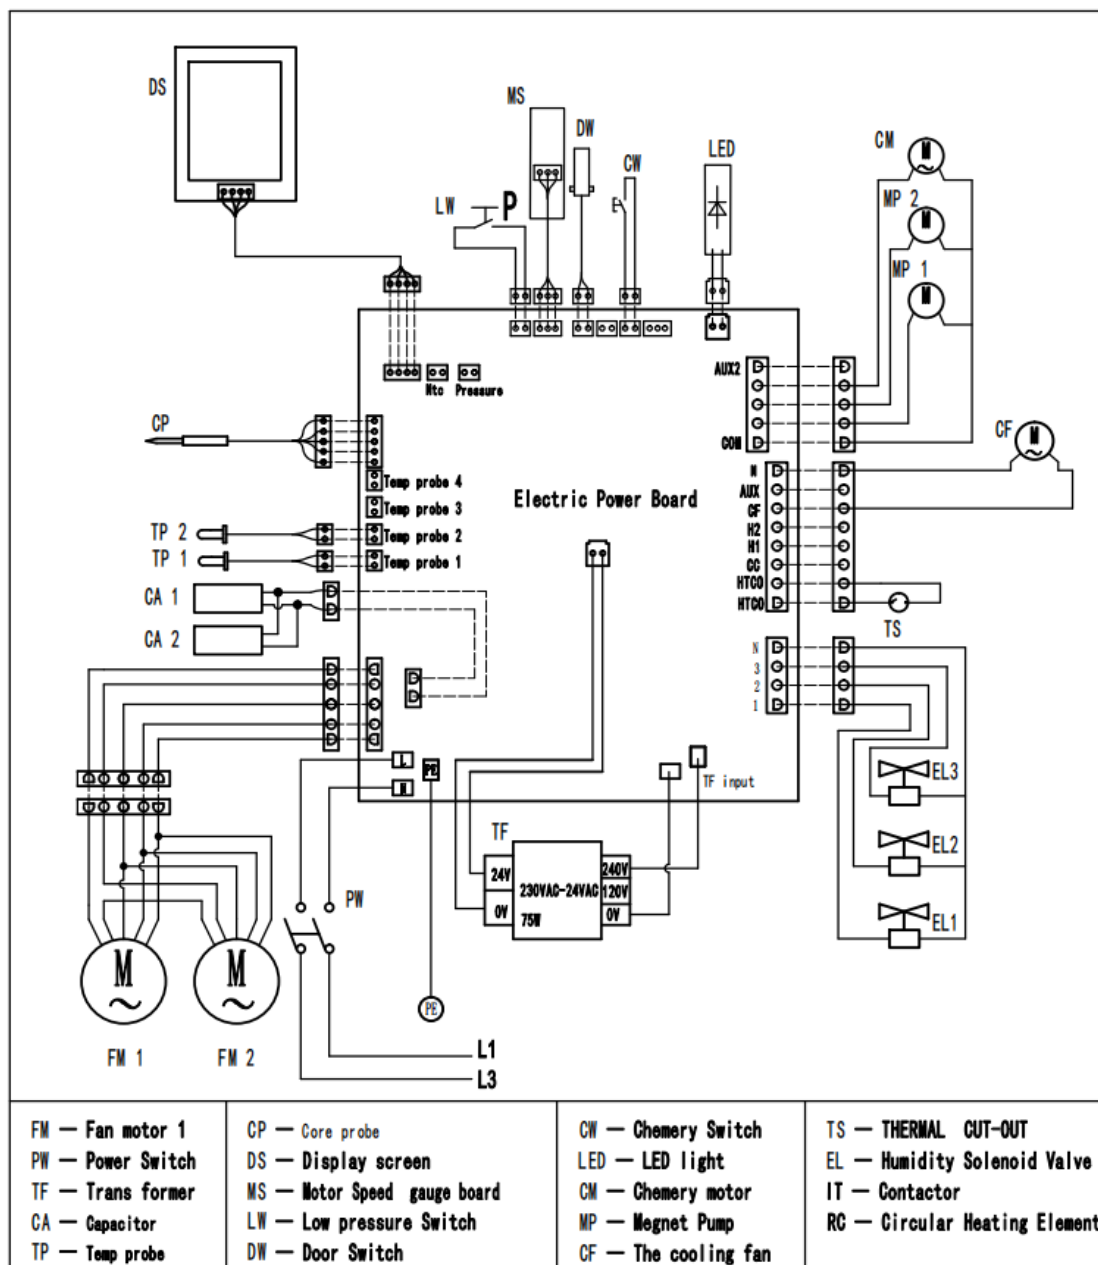 DS
MS
DW
CW
LED
LW
P
CM
M
MP 2
M
MP 1
M
Ntc
Pressure
AUX2
COM
CP
CF
M
Temp probe 4
Temp probe 3
Temp probe 2
Temp probe 1
TP 2
TP 1
Electric Power Board
N
AUX
CF
H2
H1
CC
HTCO
HTCO
TS
CA 1
CA 2
N
3
2
1
L
N
PE
TF input
EL3
EL2
EL1
TF
24V
0V
230VAC-24VAC
75W
240V
120V
0V
PW
M
M
PE
FM 1
FM 2
L1
L3
FM — Fan motor 1
PW — Power Switch
TF — Trans former
CA — Capacitor
TP — Temp probe
CP — Core probe
DS — Display screen
MS — Motor Speed gauge board
LW — Low pressure Switch
DW — Door Switch
CW — Chemery Switch
LED — LED light
CM — Chemery motor
MP — Megnet Pump
CF — The cooling fan
TS — THERMAL CUT-OUT
EL — Humidity Solenoid Valve
IT — Contactor
RC — Circular Heating Element